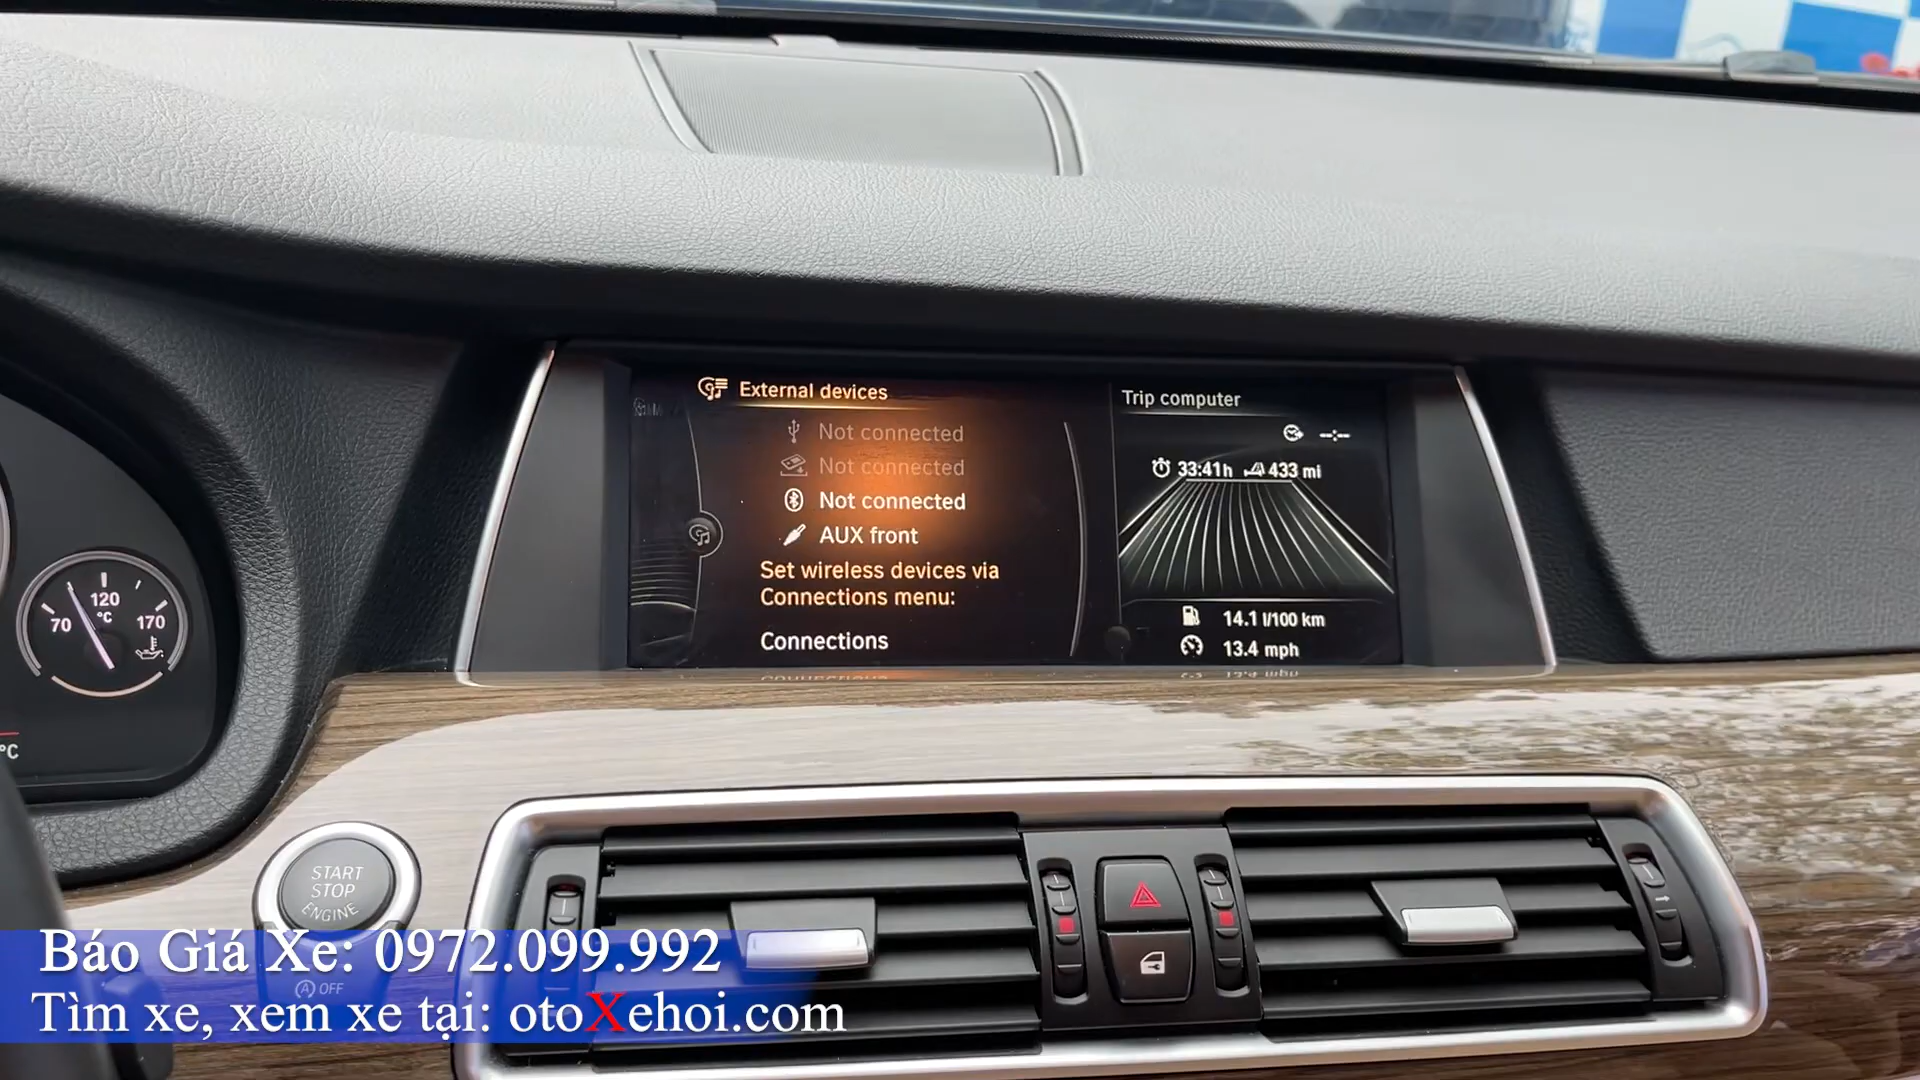 External devices
Not connected
Not connected
Not connected
AUX front
Set wireless devices via
Connections menu:
Connections
Trip computer
--:--
33:41h 433 mi
14.1 l/100 km
13.4 mph
70 120 170
°C
°C
START
STOP
ENGINE
A OFF
Báo Giá Xe: 0972.099.992
Tìm xe, xem xe tại: otoXehoi.com